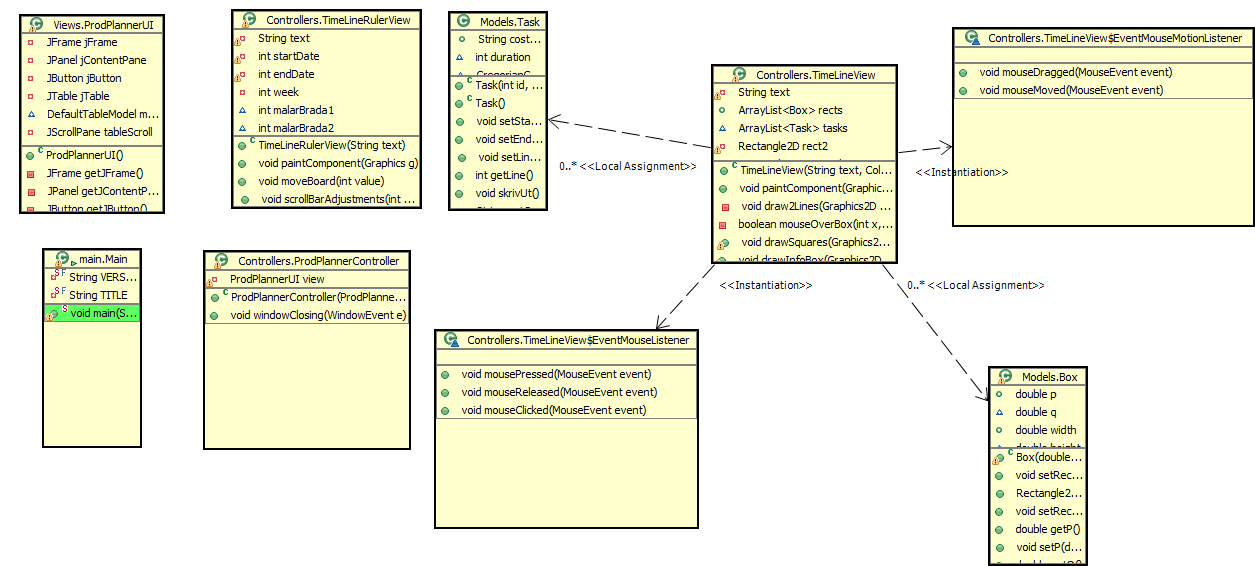 Views.ProdPlannerUI
JFrame jFrame
JPanel jContentPane
JButton jButton
JTable jTable
DefaultTableModel m...
JScrollPane tableScroll
ProdPlannerUI()
JFrame getJFrame()
JPanel getJContentP...
JButton getJButton()
Controllers.TimeLineRulerView
String text
int startDate
int endDate
int week
int malarBrada1
int malarBrada2
TimeLineRulerView(String text)
void paintComponent(Graphics g)
void moveBoard(int value)
void scrollBarAdjustments(int ...
Models.Task
String cost...
int duration
Task(int id, ...
Task()
void setSta...
void setEnd...
void setLin...
int getLine()
void skrivUt()
0..* <<Local Assignment>>
Controllers.TimeLineView
String text
ArrayList<Box> rects
ArrayList<Task> tasks
Rectangle2D rect2
TimeLineView(String text, Col...
void paintComponent(Graphic...
void draw2Lines(Graphics2D ...
boolean mouseOverBox(int x,...
void drawSquares(Graphics2...
void drawInfoBox(Graphics2D
<<Instantiation>>
Controllers.TimeLineView$EventMouseMotionListener
void mouseDragged(MouseEvent event)
void mouseMoved(MouseEvent event)
main.Main
String VERS...
String TITLE
void main(S...
Controllers.ProdPlannerController
ProdPlannerUI view
ProdPlannerController(ProdPlanne...
void windowClosing(WindowEvent e)
<<Instantiation>>
0..* <<Local Assignment>>
Controllers.TimeLineView$EventMouseListener
void mousePressed(MouseEvent event)
void mouseReleased(MouseEvent event)
void mouseClicked(MouseEvent event)
Models.Box
double p
double q
double width
double height
Box(double...
void setRec...
Rectangle2...
void setRec...
double getP()
void setP(d...